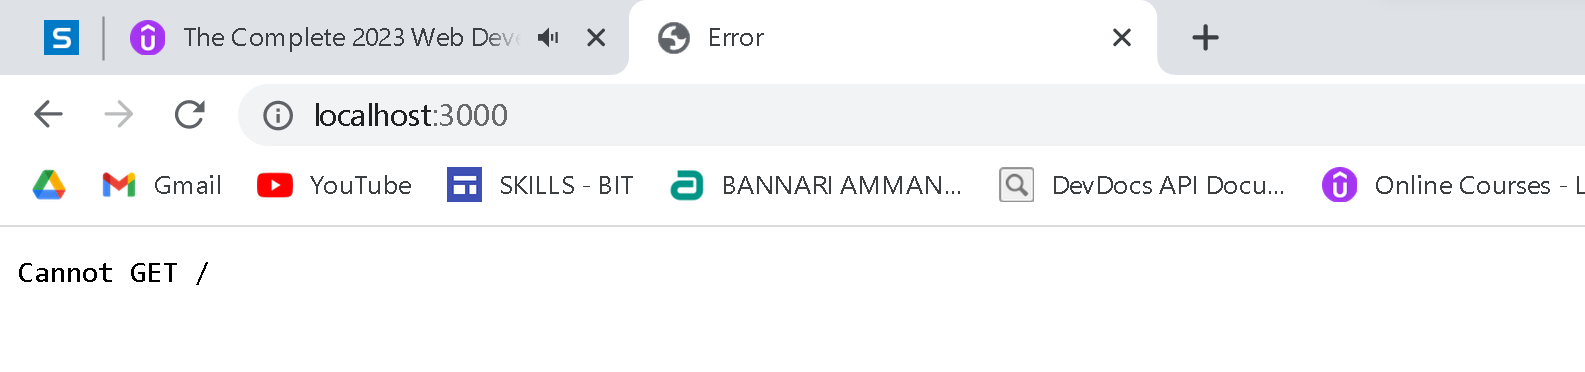 S The Complete 2023 Web Deve Error
localhost:3000
Gmail YouTube SKILLS - BIT BANNARI AMMAN... DevDocs API Docu... Online Courses - L
Cannot GET /